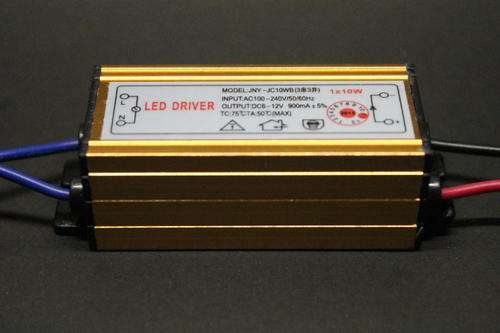 MODEL:JNY-JC10WB(3串3并)
1x10W
LED DRIVER
INPUT:AC100-240V/50/60Hz
OUTPUT:DC6-12V 900mA±5%
TC:75℃TA:50℃(MAX)
L
N